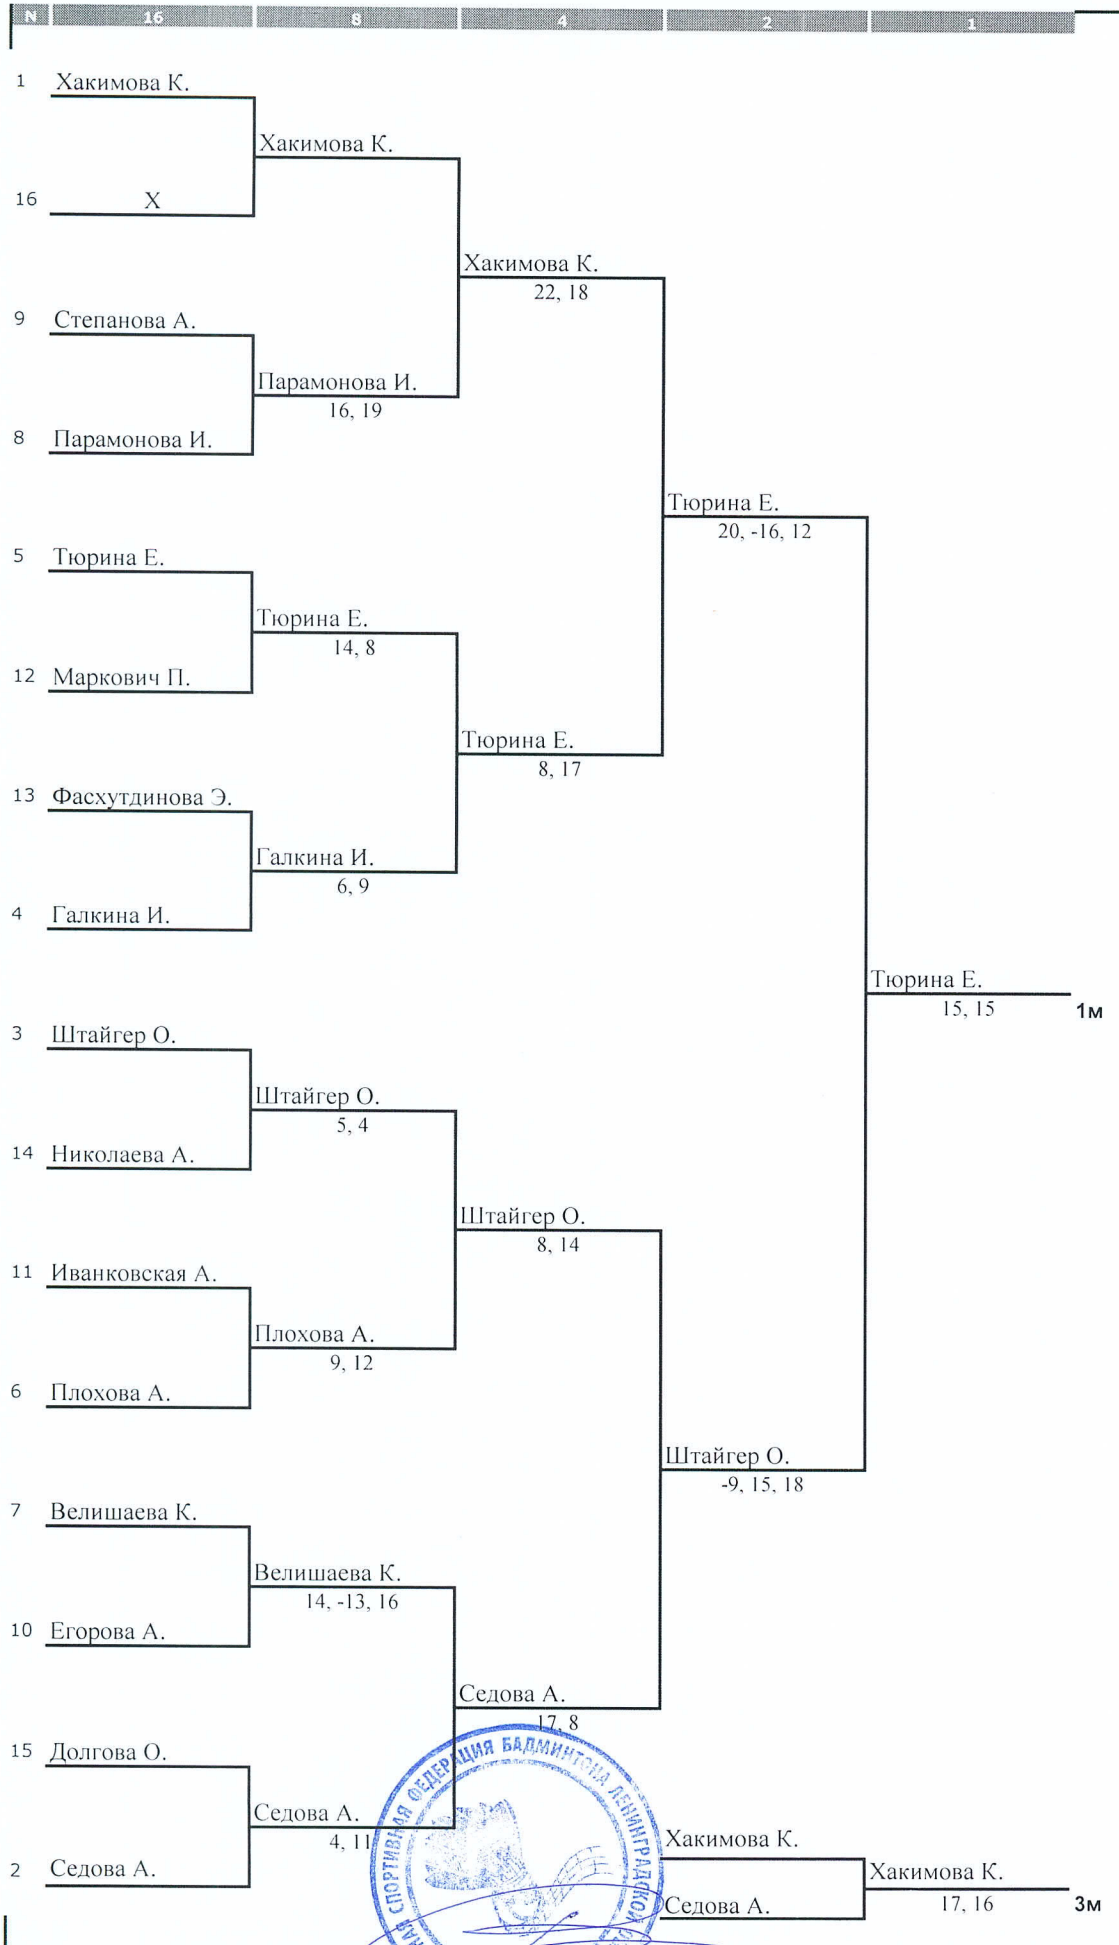 N 16 8 4 2 1
1 Хакимова К.
Хакимова К.
16 Х
Хакимова К.
22, 18
9 Степанова А.
Парамонова И.
16, 19
8 Парамонова И.
Тюрина Е.
20, -16, 12
5 Тюрина Е.
Тюрина Е.
14, 8
12 Маркович П.
Тюрина Е.
8, 17
13 Фасхутдинова Э.
Галкина И.
6, 9
4 Галкина И.
Тюрина Е.
15, 15 1м
3 Штайгер О.
Штайгер О.
5, 4
14 Николаева А.
Штайгер О.
8, 14
11 Иванковская А.
Плохова А.
9, 12
6 Плохова А.
Штайгер О.
-9, 15, 18
7 Велишаева К.
Велишаева К.
14, -13, 16
10 Егорова А.
Седова А.
17, 8
15 Долгова О.
Седова А.
4, 11
2 Седова А.
Хакимова К.
Хакимова К.
17, 16 3м
Седова А.
СПОРТИВНАЯ ФЕДЕРАЦИЯ БАДМИНТОНА ЛЕНИНГРАДСКОЙ